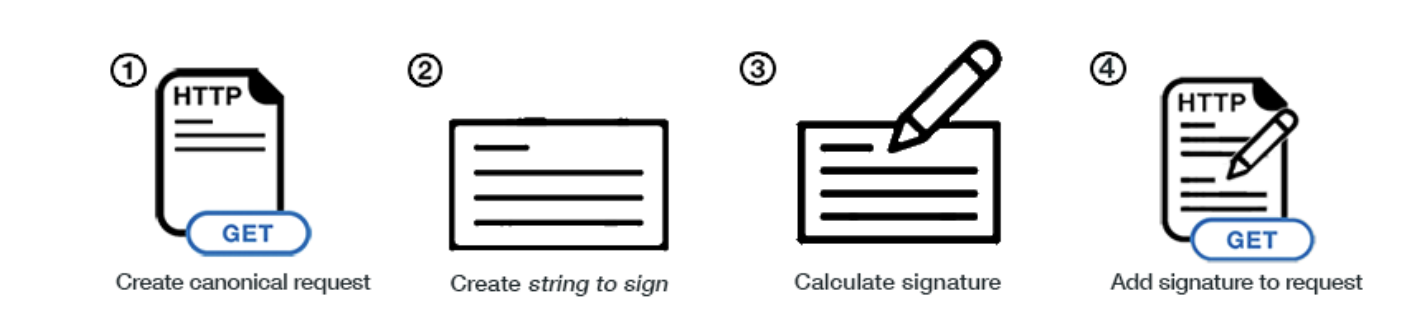 ①
HTTP
GET
Create canonical request
②
Create string to sign
③
Calculate signature
④
HTTP
GET
Add signature to request